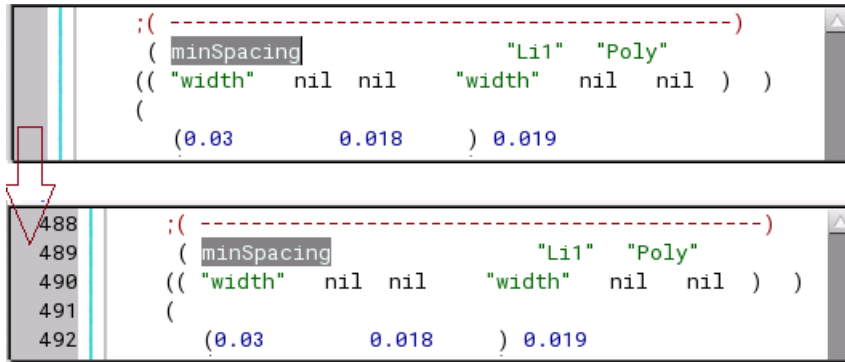 ;( --------------------------------------------)
( minSpacing "Li1" "Poly"
(( "width" nil nil "width" nil nil ) )
(
(0.03 0.018 ) 0.019
488 ;( --------------------------------------------)
489 ( minSpacing "Li1" "Poly"
490 (( "width" nil nil "width" nil nil ) )
491 (
492 (0.03 0.018 ) 0.019